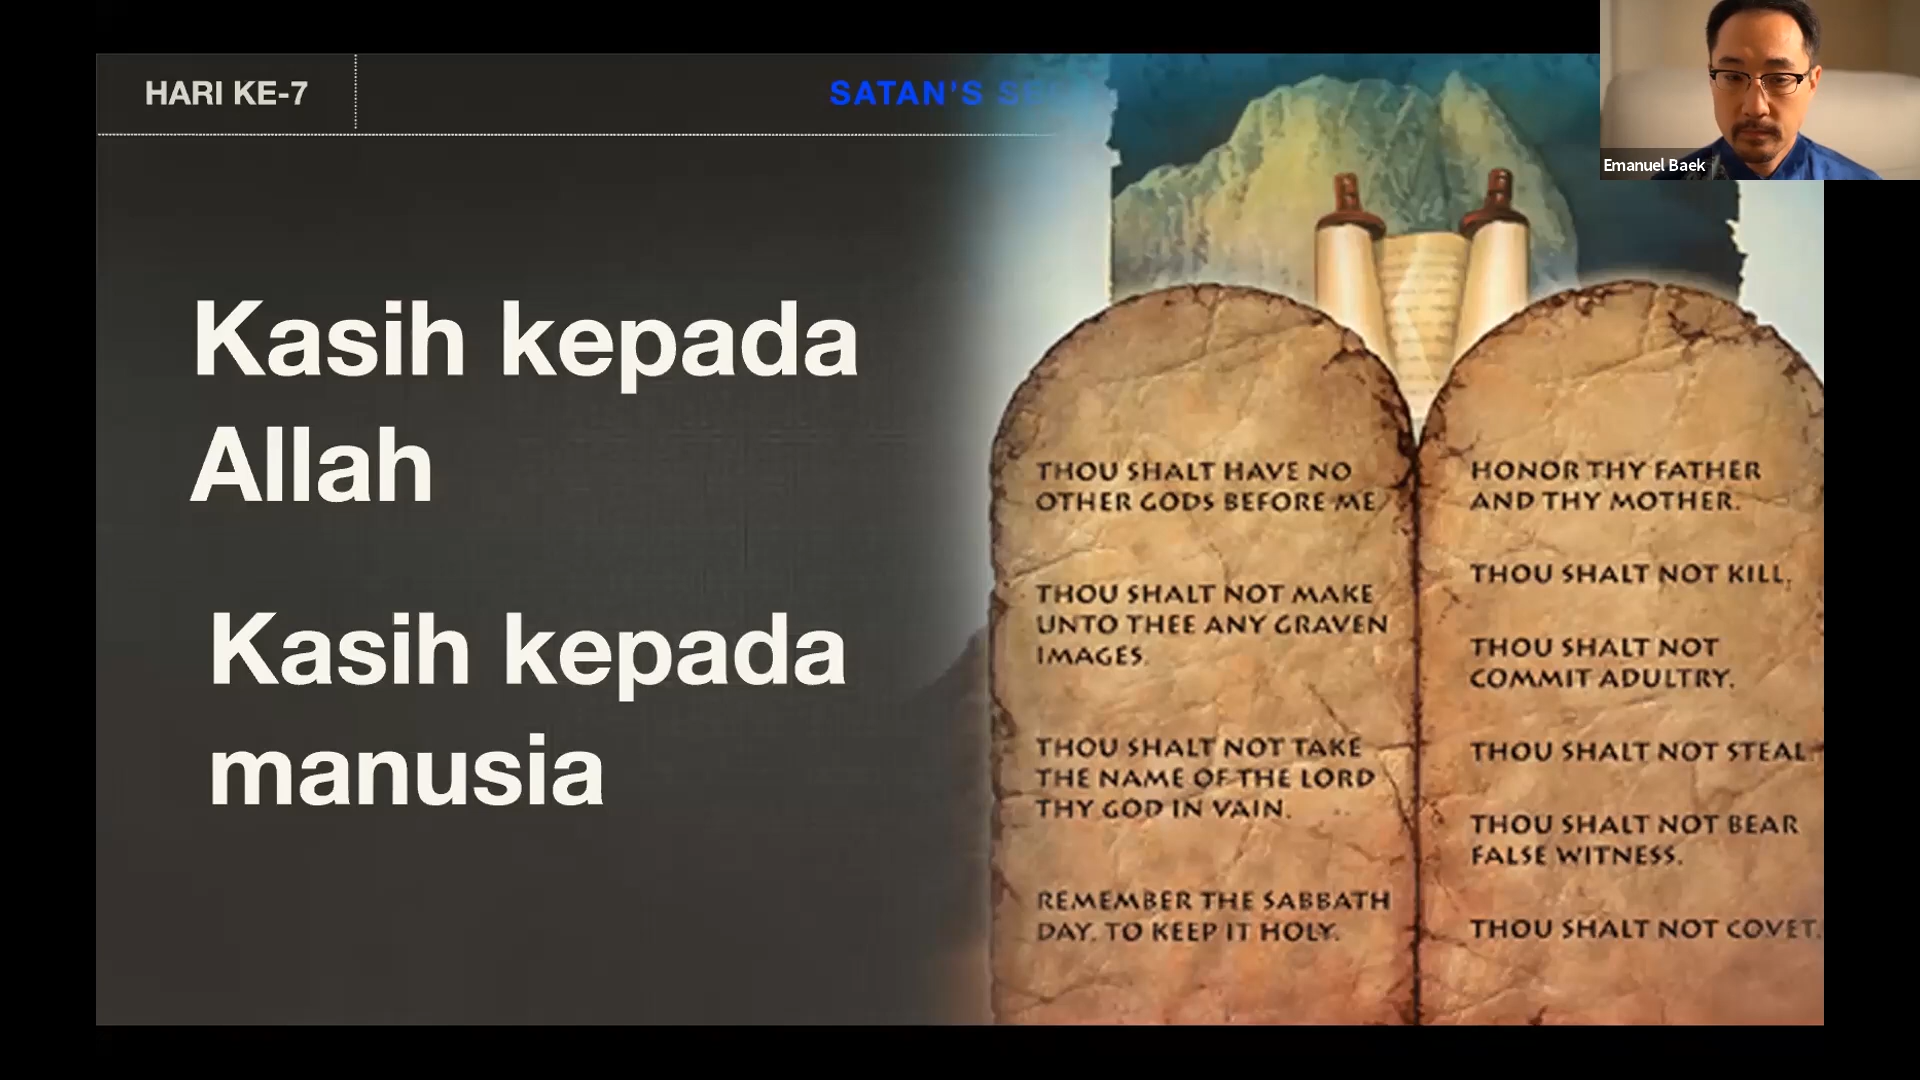 HARI KE-7
SATAN'S
Emanuel Baek
Kasih kepada
Allah
Kasih kepada
manusia
THOU SHALT HAVE NO
OTHER GODS BEFORE ME
THOU SHALT NOT MAKE
UNTO THEE ANY GRAVEN
IMAGES.
THOU SHALT NOT TAKE
THE NAME OF THE LORD
THY GOD IN VAIN.
REMEMBER THE SABBATH
DAY, TO KEEP IT HOLY.
HONOR THY FATHER
AND THY MOTHER.
THOU SHALT NOT KILL.
THOU SHALT NOT
COMMIT ADULTRY.
THOU SHALT NOT STEAL.
THOU SHALT NOT BEAR
FALSE WITNESS.
THOU SHALT NOT COVET.